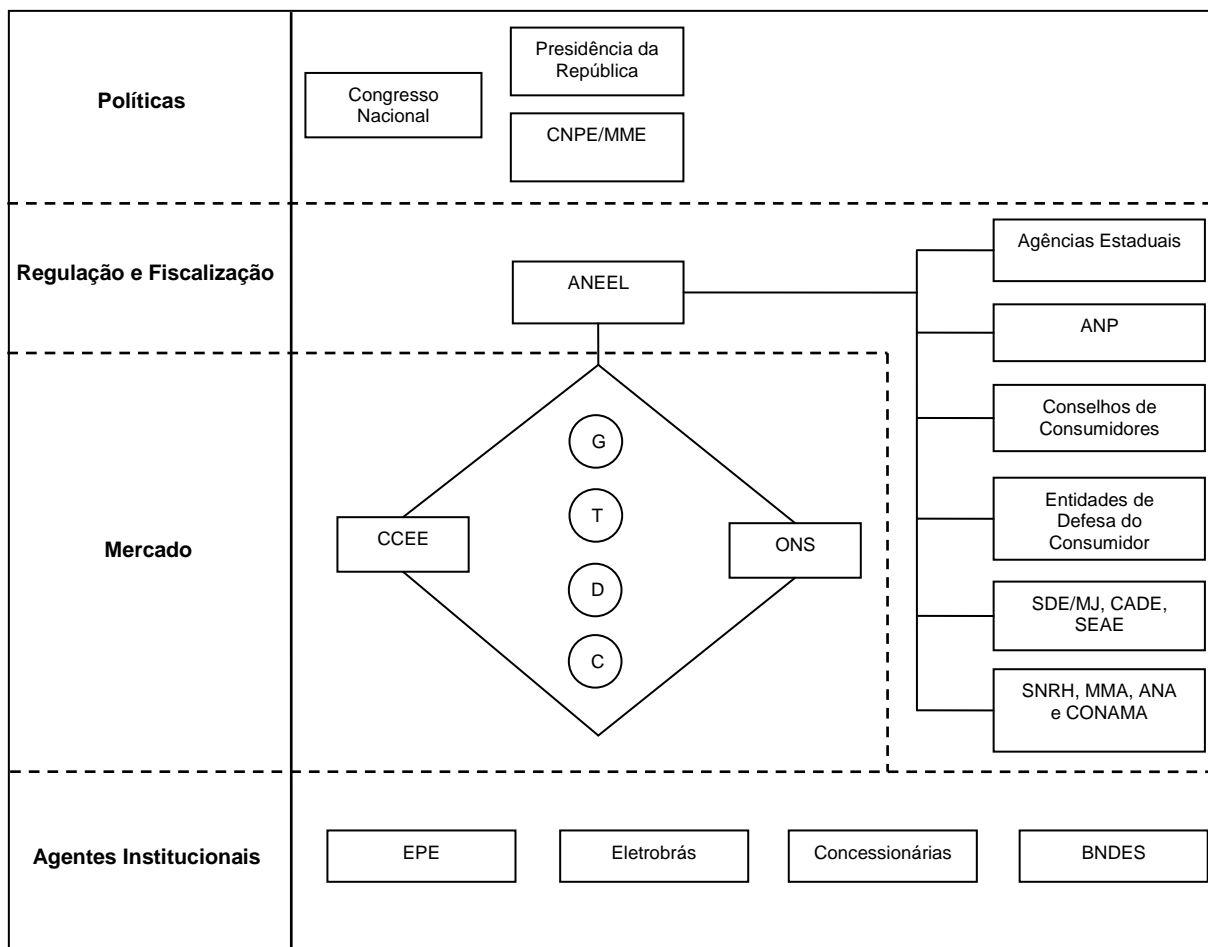 Políticas
Congresso
Nacional
Presidência da
República
CNPE/MME
Regulação e Fiscalização
ANEEL
Agências Estaduais
ANP
Conselhos de
Consumidores
Entidades de
Defesa do
Consumidor
SDE/MJ, CADE,
SEAE
SNRH, MMA, ANA
e CONAMA
Mercado
G
T
CCEE
ONS
D
C
Agentes Institucionais
EPE
Eletrobrás
Concessionárias
BNDES